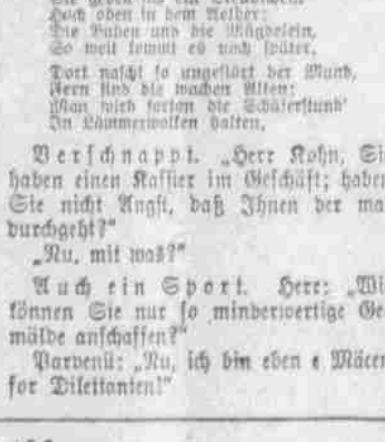 Hoch oben in dem Aether:
Die Buben und die Mägdelein,
So weit kommt es noch später,
Dort nascht so ungestört der Mund,
Fern sind die wachen Alten:
Man wird fortan die Schäferstund'
In Lämmerwolken halten.
Verschnappt. „Herr Kohn, Sie
haben einen Kassier im Geschäft; haben
Sie nicht Angst, daß Ihnen der mal
durchgeht?"
„Nu, mit was?"
Auch ein Sport. Herr: „Wie
können Sie nur so minderwertige Ge-
mälde anschaffen?"
Parvenü: „Nu, ich bin eben e Mäcen
for Dilettanten!"